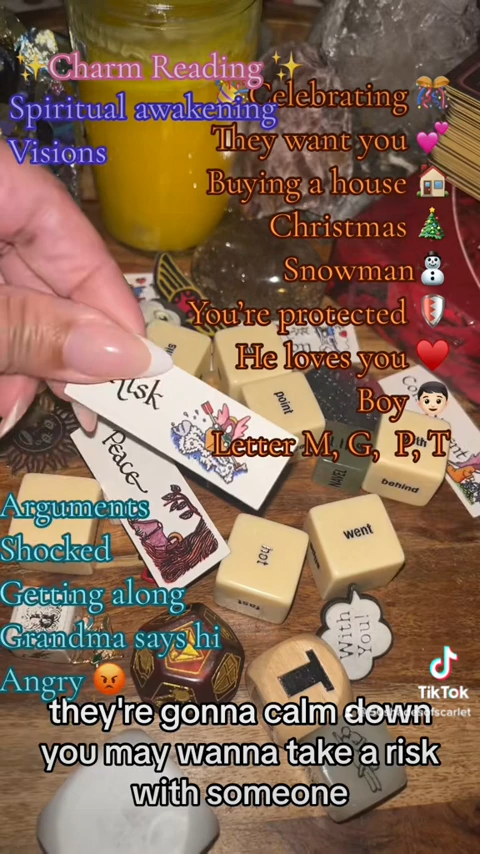 ✨Charm Reading✨
Spiritual awakening
Visions
Celebrating 🎊
They want you 💕
Buying a house 🏠
Christmas 🎄
Snowman ⛄
You're protected 🛡️
He loves you ❤️
Boy 👦🏻
Letter M, G, P, T
Risk
Peace
point
behind
went
hot
With
You!
T
Arguments
Shocked
Getting along
Grandma says hi
Angry 😡
TikTok
they're gonna calm down
you may wanna take a risk
with someone